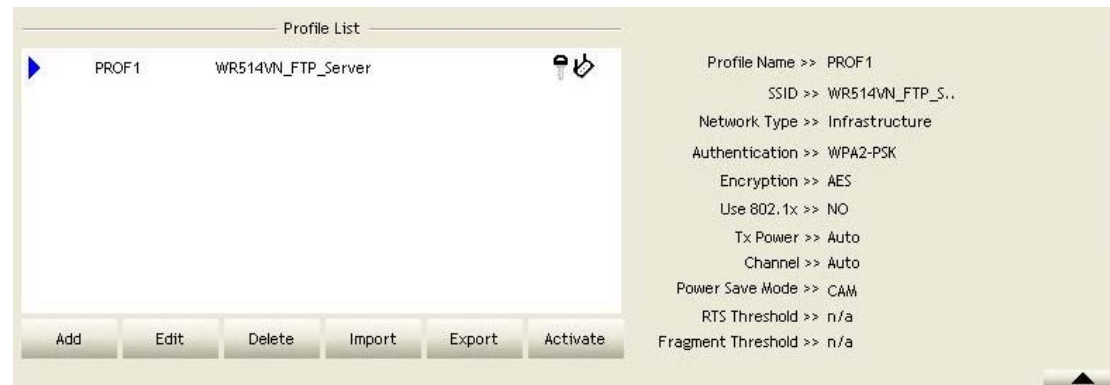 Profile List
PROF1 WR514VN_FTP_Server
Add Edit Delete Import Export Activate
Profile Name >> PROF1
SSID >> WR514VN_FTP_S..
Network Type >> Infrastructure
Authentication >> WPA2-PSK
Encryption >> AES
Use 802.1x >> NO
Tx Power >> Auto
Channel >> Auto
Power Save Mode >> CAM
RTS Threshold >> n/a
Fragment Threshold >> n/a